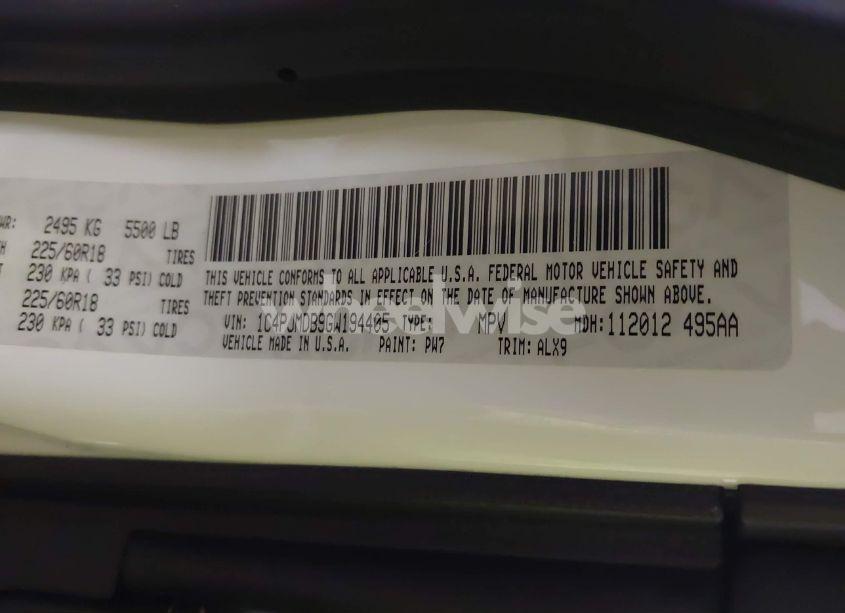 WR: 2495 KG 5500 LB
225/60R18 TIRES
230 KPA ( 33 PSI) COLD
225/60R18 TIRES
230 KPA ( 33 PSI) COLD
THIS VEHICLE CONFORMS TO ALL APPLICABLE U.S.A. FEDERAL MOTOR VEHICLE SAFETY AND
THEFT PREVENTION STANDARDS IN EFFECT ON THE DATE OF MANUFACTURE SHOWN ABOVE.
VIN: 1C4PJMDB9GW194405 TYPE: MPV MDH: 112012 495AA
VEHICLE MADE IN U.S.A. PAINT: PW7 TRIM: ALX9
wheelwise